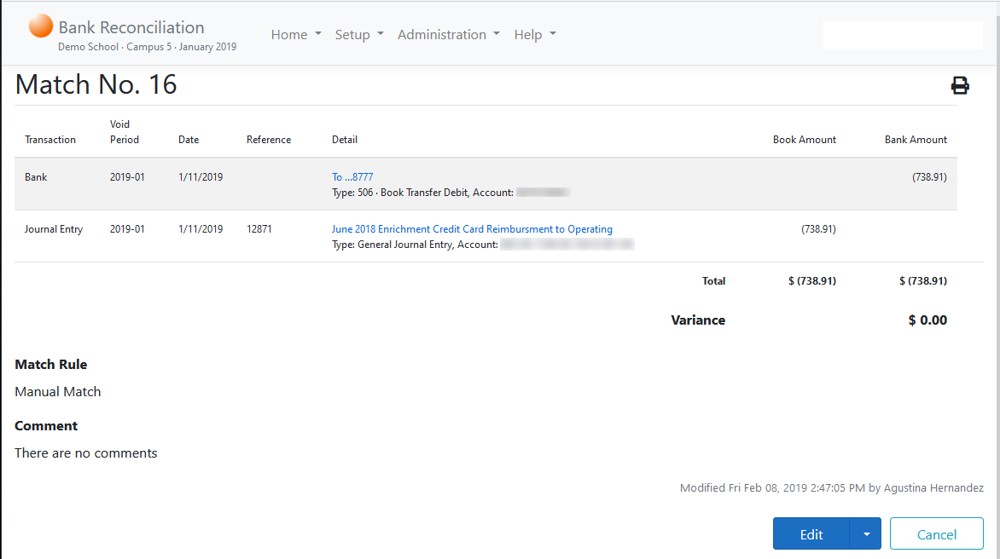 Bank Reconciliation
Demo School · Campus 5 · January 2019
Home Setup Administration Help
Match No. 16
Transaction Void Period Date Reference Detail Book Amount Bank Amount
Bank 2019-01 1/11/2019 To ...8777 (738.91)
Type: 506 · Book Transfer Debit, Account:
Journal Entry 2019-01 1/11/2019 12871 June 2018 Enrichment Credit Card Reimbursment to Operating (738.91)
Type: General Journal Entry, Account:
Total $ (738.91) $ (738.91)
Variance $ 0.00
Match Rule
Manual Match
Comment
There are no comments
Modified Fri Feb 08, 2019 2:47:05 PM by Agustina Hernandez
Edit Cancel